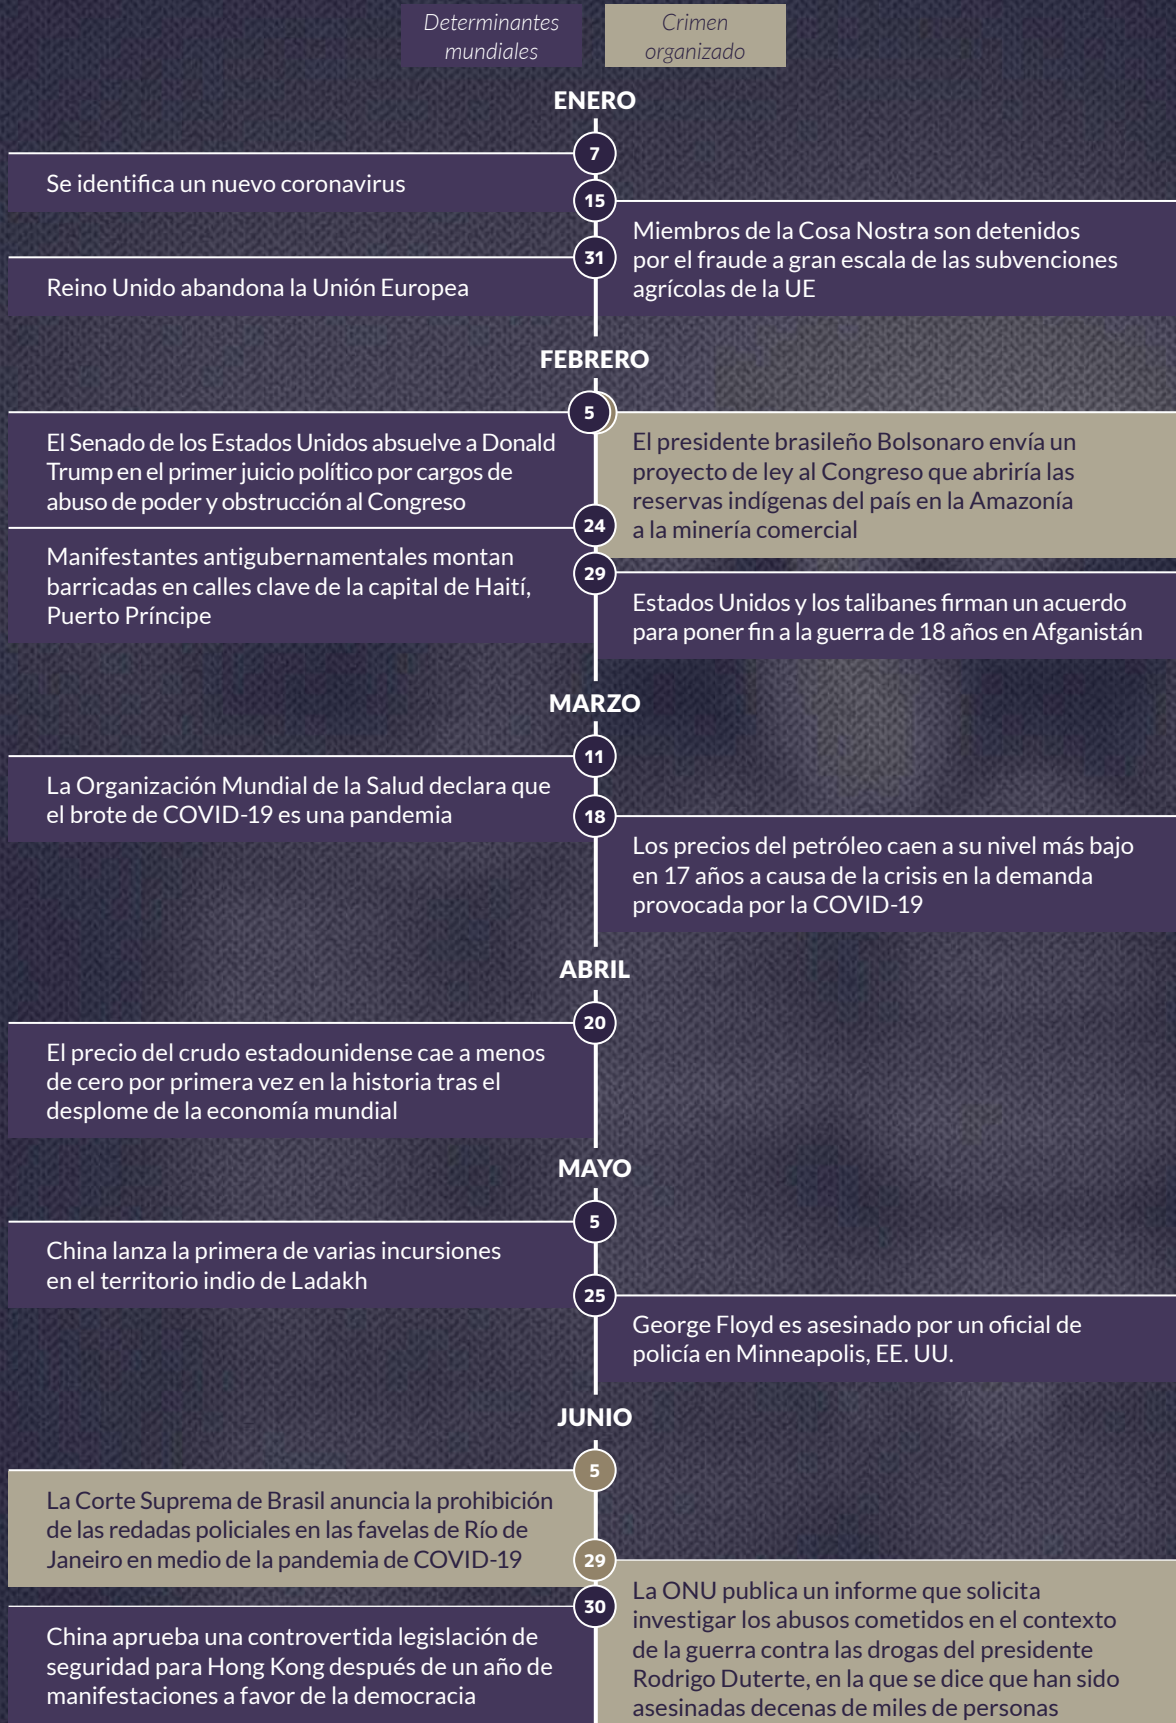 Determinantes
mundiales
Crimen
organizado
ENERO
7
Se identifica un nuevo coronavirus
15
Miembros de la Cosa Nostra son detenidos
por el fraude a gran escala de las subvenciones
agrícolas de la UE
31
Reino Unido abandona la Unión Europea
FEBRERO
5
El Senado de los Estados Unidos absuelve a Donald
Trump en el primer juicio político por cargos de
abuso de poder y obstrucción al Congreso
El presidente brasileño Bolsonaro envía un
proyecto de ley al Congreso que abriría las
reservas indígenas del país en la Amazonía
a la minería comercial
24
Manifestantes antigubernamentales montan
barricadas en calles clave de la capital de Haití,
Puerto Príncipe
29
Estados Unidos y los talibanes firman un acuerdo
para poner fin a la guerra de 18 años en Afganistán
MARZO
11
La Organización Mundial de la Salud declara que
el brote de COVID-19 es una pandemia
18
Los precios del petróleo caen a su nivel más bajo
en 17 años a causa de la crisis en la demanda
provocada por la COVID-19
ABRIL
20
El precio del crudo estadounidense cae a menos
de cero por primera vez en la historia tras el
desplome de la economía mundial
MAYO
5
China lanza la primera de varias incursiones
en el territorio indio de Ladakh
25
George Floyd es asesinado por un oficial de
policía en Minneapolis, EE. UU.
JUNIO
5
La Corte Suprema de Brasil anuncia la prohibición
de las redadas policiales en las favelas de Río de
Janeiro en medio de la pandemia de COVID-19
29
La ONU publica un informe que solicita
investigar los abusos cometidos en el contexto
de la guerra contra las drogas del presidente
Rodrigo Duterte, en la que se dice que han sido
asesinadas decenas de miles de personas
30
China aprueba una controvertida legislación de
seguridad para Hong Kong después de un año de
manifestaciones a favor de la democracia